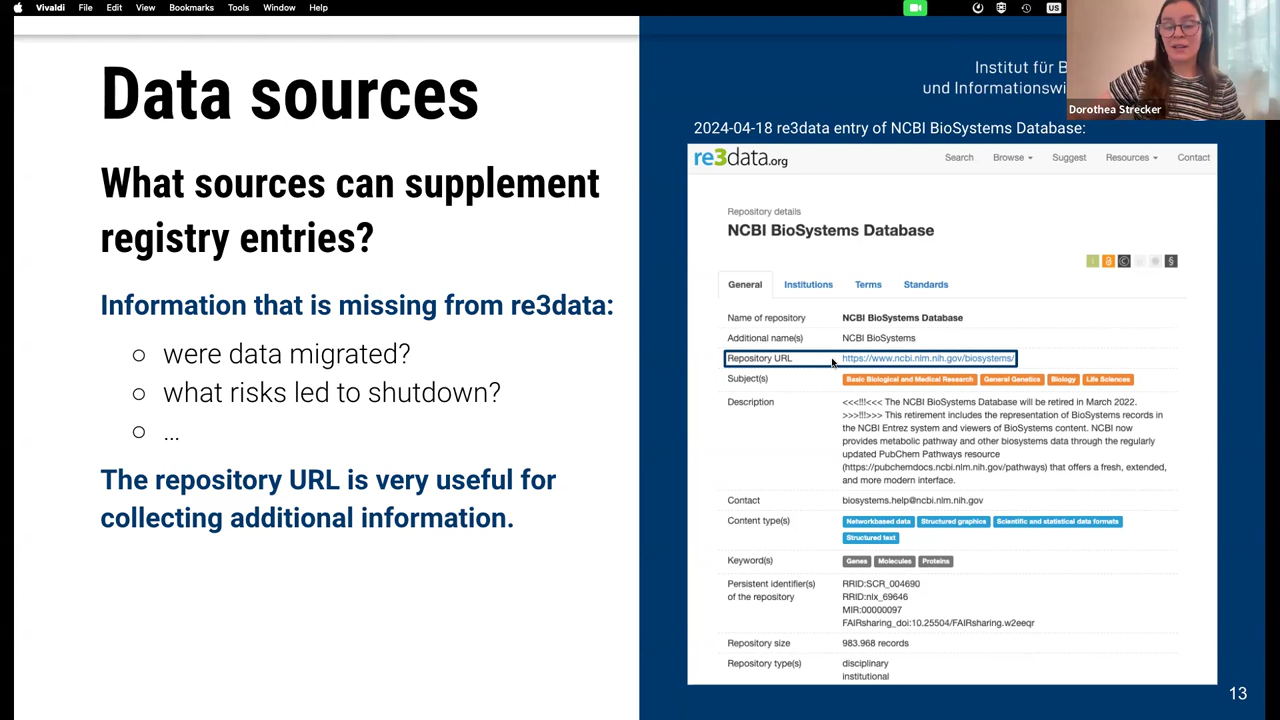 Vivaldi File Edit View Bookmarks Tools Window Help US
Data sources
What sources can supplement
registry entries?
Information that is missing from re3data:
○ were data migrated?
○ what risks led to shutdown?
○ ...
The repository URL is very useful for
collecting additional information.
Institut für B
und Informationswi
Dorothea Strecker
2024-04-18 re3data entry of NCBI BioSystems Database:
re3data.org Search Browse Suggest Resources Contact
Repository details
NCBI BioSystems Database
General Institutions Terms Standards
Name of repository NCBI BioSystems Database
Additional name(s) NCBI BioSystems
Repository URL https://www.ncbi.nlm.nih.gov/biosystems/
Subject(s) Basic Biological and Medical Research General Genetics Biology Life Sciences
Description <<<!!!<<< The NCBI BioSystems Database will be retired in March 2022.
>>>!!!>>> This retirement includes the representation of BioSystems records in
the NCBI Entrez system and viewers of BioSystems content. NCBI now
provides metabolic pathway and other biosystems data through the regularly
updated PubChem Pathways resource
(https://pubchemdocs.ncbi.nlm.nih.gov/pathways) that offers a fresh, extended,
and more modern interface.
Contact biosystems.help@ncbi.nlm.nih.gov
Content type(s) Networkbased data Structured graphics Scientific and statistical data formats
Structured text
Keyword(s) Genes Molecules Proteins
Persistent identifier(s) RRID:SCR_004690
of the repository RRID:nlx_69646
MIR:00000097
FAIRsharing_doi:10.25504/FAIRsharing.w2eeqr
Repository size 983.968 records
Repository type(s) disciplinary
institutional
13